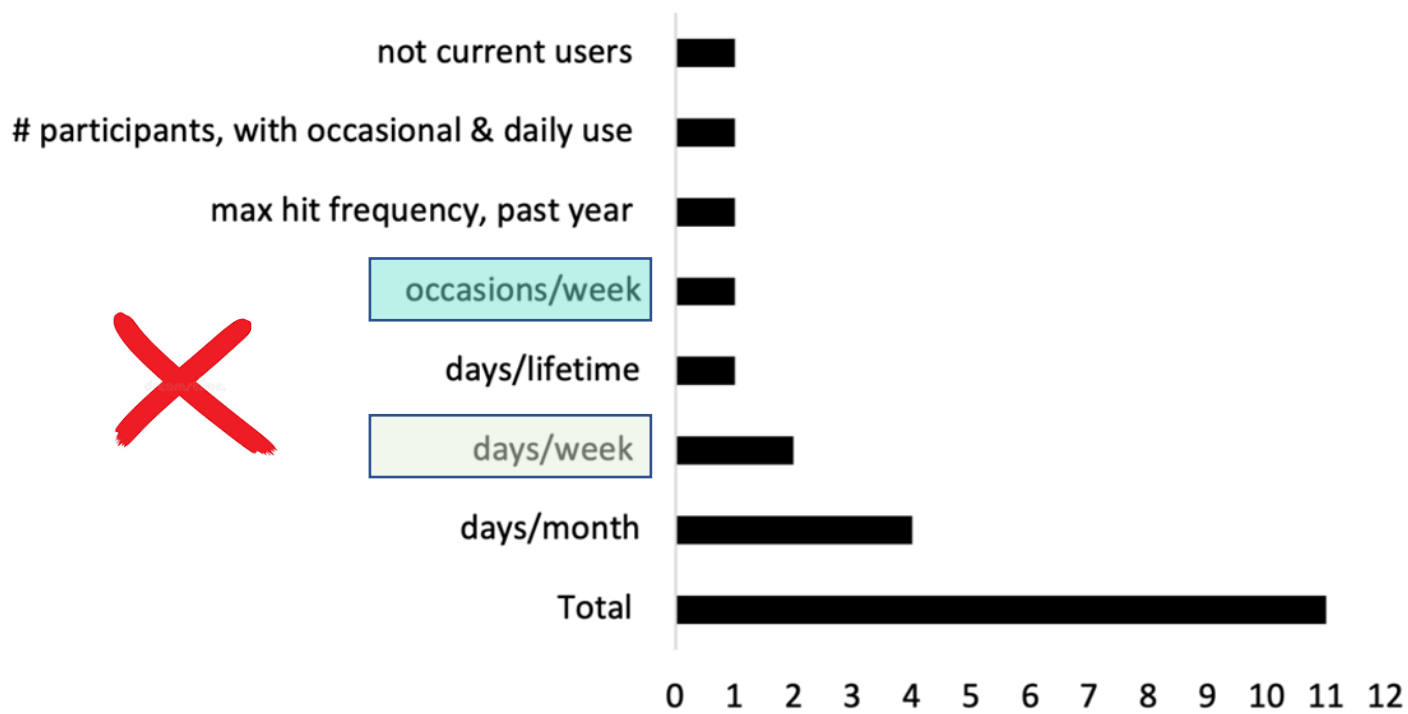 not current users
# participants, with occasional & daily use
max hit frequency, past year
occasions/week
days/lifetime
days/week
days/month
Total
0 1 2 3 4 5 6 7 8 9 10 11 12